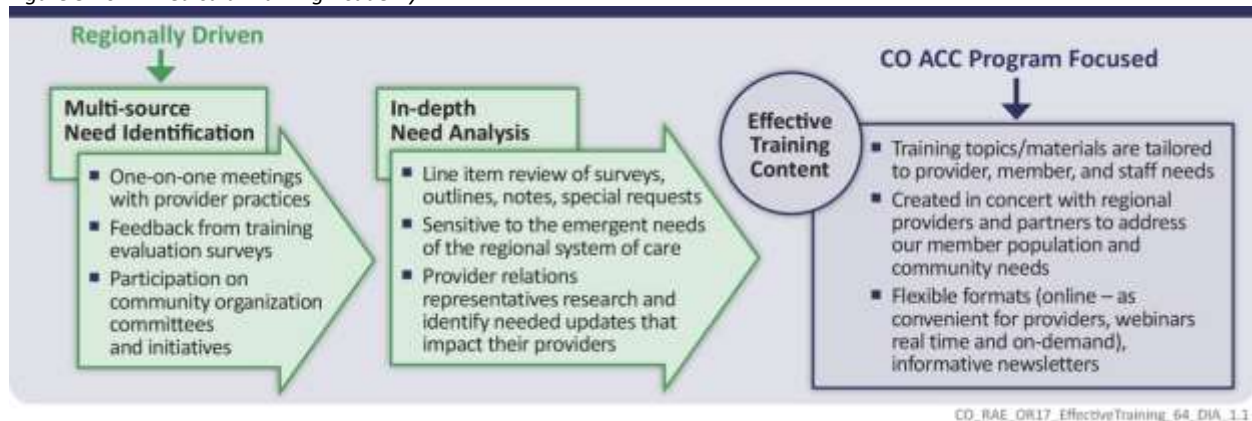 Regionally Driven
Multi-source
Need Identification
■ One-on-one meetings
with provider practices
■ Feedback from training
evaluation surveys
■ Participation on
community organization
committees
and initiatives
In-depth
Need Analysis
■ Line item review of surveys,
outlines, notes, special requests
■ Sensitive to the emergent needs
of the regional system of care
■ Provider relations
representatives research and
identify needed updates that
impact their providers
CO ACC Program Focused
Effective
Training
Content
■ Training topics/materials are tailored
to provider, member, and staff needs
■ Created in concert with regional
providers and partners to address
our member population and
community needs
■ Flexible formats (online – as
convenient for providers, webinars
real time and on-demand),
informative newsletters
CO_RAE_OR17_EffectiveTraining_64_DIA_1.1